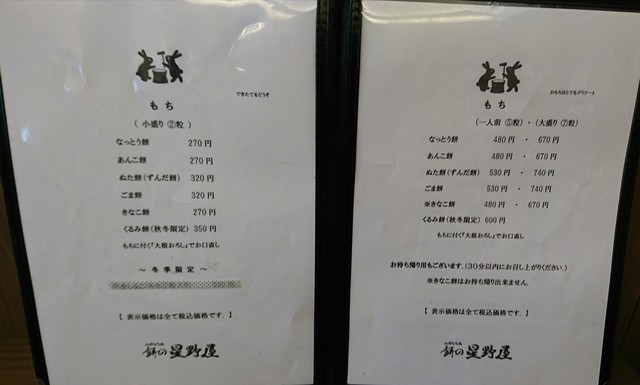 できたてもどうぞ
もち
（ 小盛り ②粒 ）
なっとう餅 270円
あんこ餅 270円
ぬた餅（ずんだ餅） 320円
ごま餅 320円
きなこ餅 270円
くるみ餅（秋冬限定） 350円
もちに付く「大根おろし」でお口直し
～ 冬季限定 ～
【 表示価格は全て税込価格です。】
餅の星野屋
おもちはとてもデリケート
もち
（一人前 ⑤粒）・（大盛り ⑦粒）
なっとう餅 480円 ・ 670円
あんこ餅 480円 ・ 670円
ぬた餅（ずんだ餅） 530円 ・ 740円
ごま餅 530円 ・ 740円
※きなこ餅 480円 ・ 670円
くるみ餅（秋冬限定） 600円
もちに付く「大根おろし」でお口直し
お持ち帰り用もございます。（30分以内にお召し上がりください。）
※きなこ餅はお持ち帰り出来ません。
【 表示価格は全て税込価格です。】
餅の星野屋